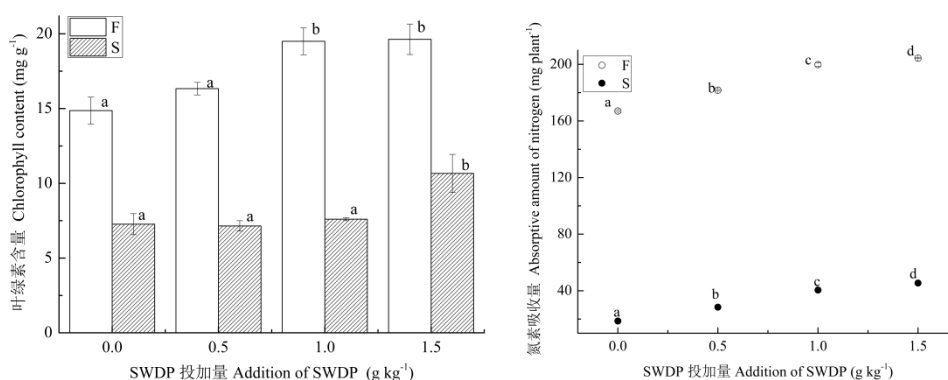 叶绿素含量 Chlorophyll content (mg g⁻¹)
20
15
10
5
0
F
S
a
a
a
a
b
a
b
b
0.0 0.5 1.0 1.5
SWDP 投加量 Addition of SWDP (g kg⁻¹)
氮素吸收量 Absorptive amount of nitrogen (mg plant⁻¹)
200
160
120
80
40
F
S
a
b
c
d
a
b
c
d
0.0 0.5 1.0 1.5
SWDP 投加量 Addition of SWDP (g kg⁻¹)